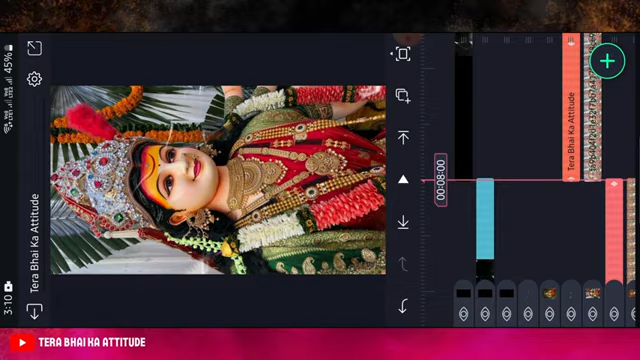 3:10
45%
Tera Bhai Ka Attitude
00:08:00
Tera Bhai Ka Attitude
TERA BHAI KA ATTITUDE